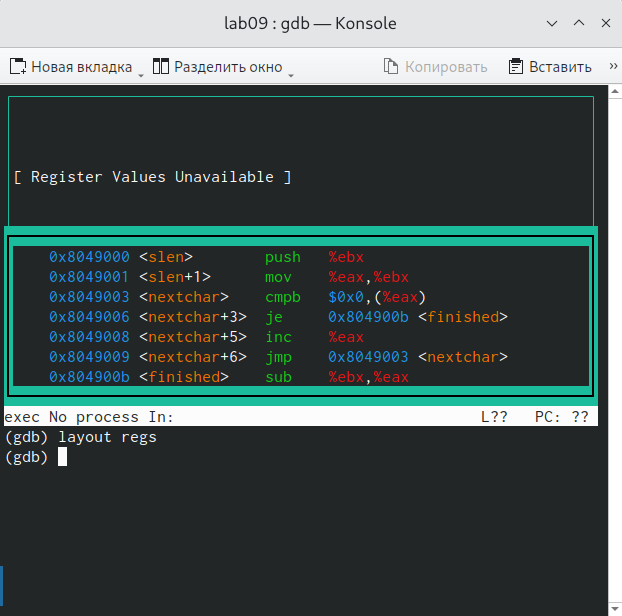 lab09 : gdb — Konsole
Новая вкладка Разделить окно Копировать Вставить »
[ Register Values Unavailable ]
0x8049000 <slen> push %ebx
0x8049001 <slen+1> mov %eax,%ebx
0x8049003 <nextchar> cmpb $0x0,(%eax)
0x8049006 <nextchar+3> je 0x804900b <finished>
0x8049008 <nextchar+5> inc %eax
0x8049009 <nextchar+6> jmp 0x8049003 <nextchar>
0x804900b <finished> sub %ebx,%eax
exec No process In: L?? PC: ??
(gdb) layout regs
(gdb)